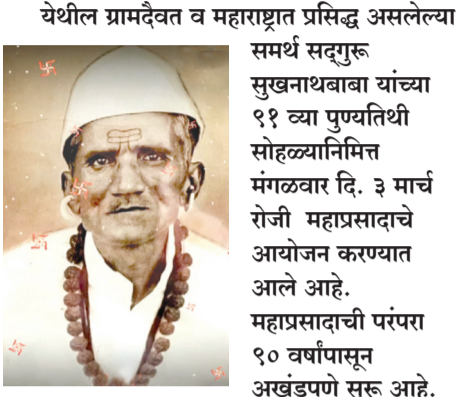 येथील ग्रामदैवत व महाराष्ट्रात प्रसिद्ध असलेल्या
समर्थ सद्‌गुरू
सुखनाथबाबा यांच्या
९१ व्या पुण्यतिथी
सोहळ्यानिमित्त
मंगळवार दि. ३ मार्च
रोजी महाप्रसादाचे
आयोजन करण्यात
आले आहे.
महाप्रसादाची परंपरा
९० वर्षांपासून
अखंडपणे सुरू आहे.